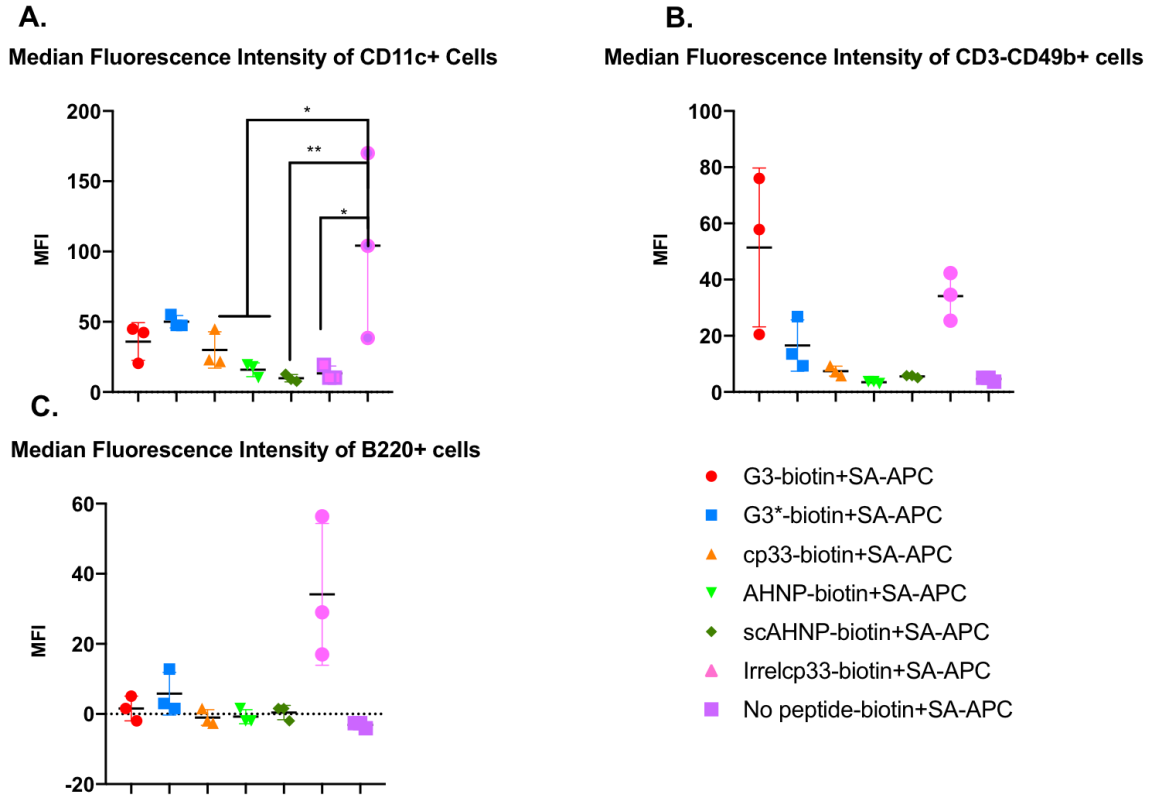 A.
Median Fluorescence Intensity of CD11c+ Cells
MFI
200
150
100
50
0
*
**
*
B.
Median Fluorescence Intensity of CD3-CD49b+ cells
MFI
100
80
60
40
20
0
C.
Median Fluorescence Intensity of B220+ cells
MFI
60
40
20
0
-20
G3-biotin+SA-APC
G3*-biotin+SA-APC
cp33-biotin+SA-APC
AHNP-biotin+SA-APC
scAHNP-biotin+SA-APC
Irrelcp33-biotin+SA-APC
No peptide-biotin+SA-APC